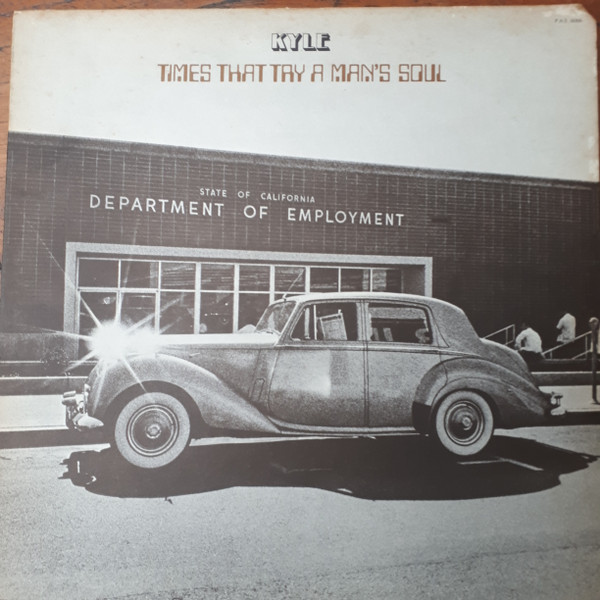 KYLE
TIMES THAT TRY A MAN'S SOUL
STATE OF CALIFORNIA
DEPARTMENT OF EMPLOYMENT